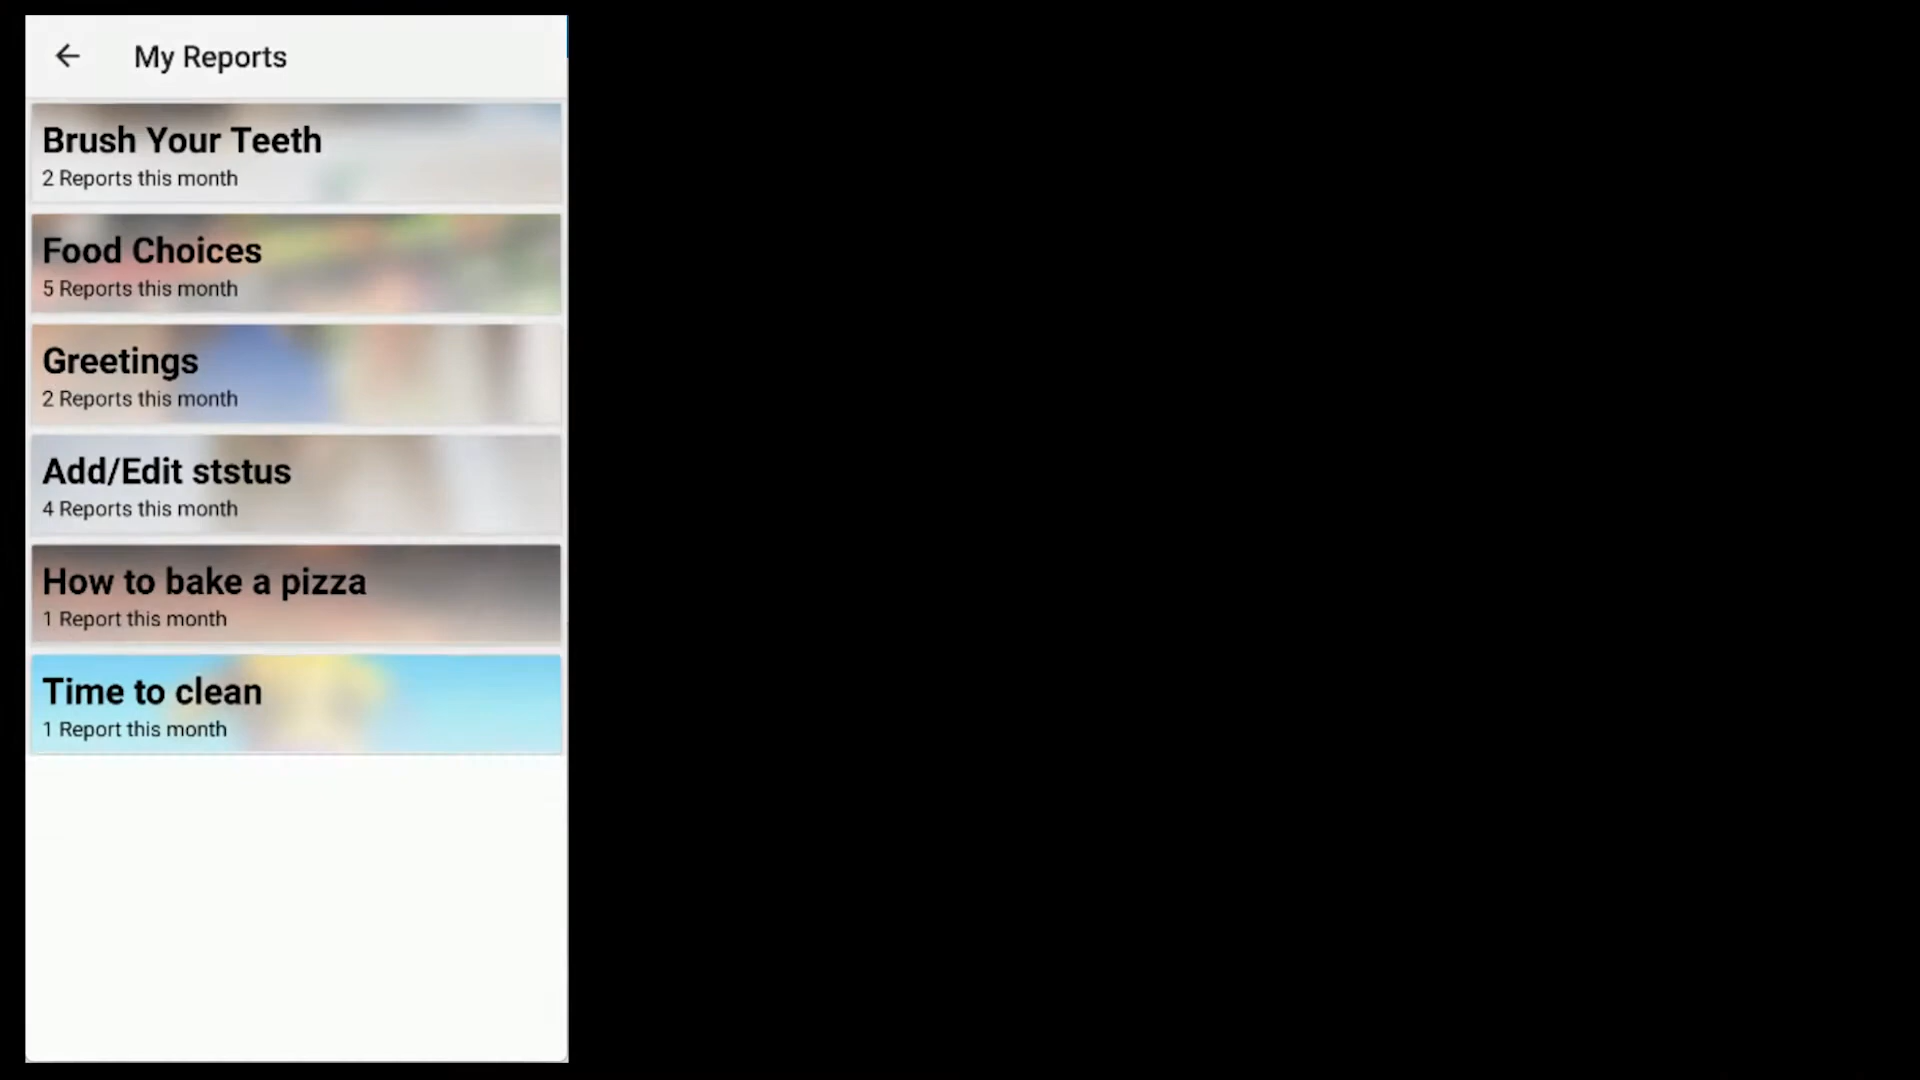 My Reports
Brush Your Teeth
2 Reports this month
Food Choices
5 Reports this month
Greetings
2 Reports this month
Add/Edit ststus
4 Reports this month
How to bake a pizza
1 Report this month
Time to clean
1 Report this month